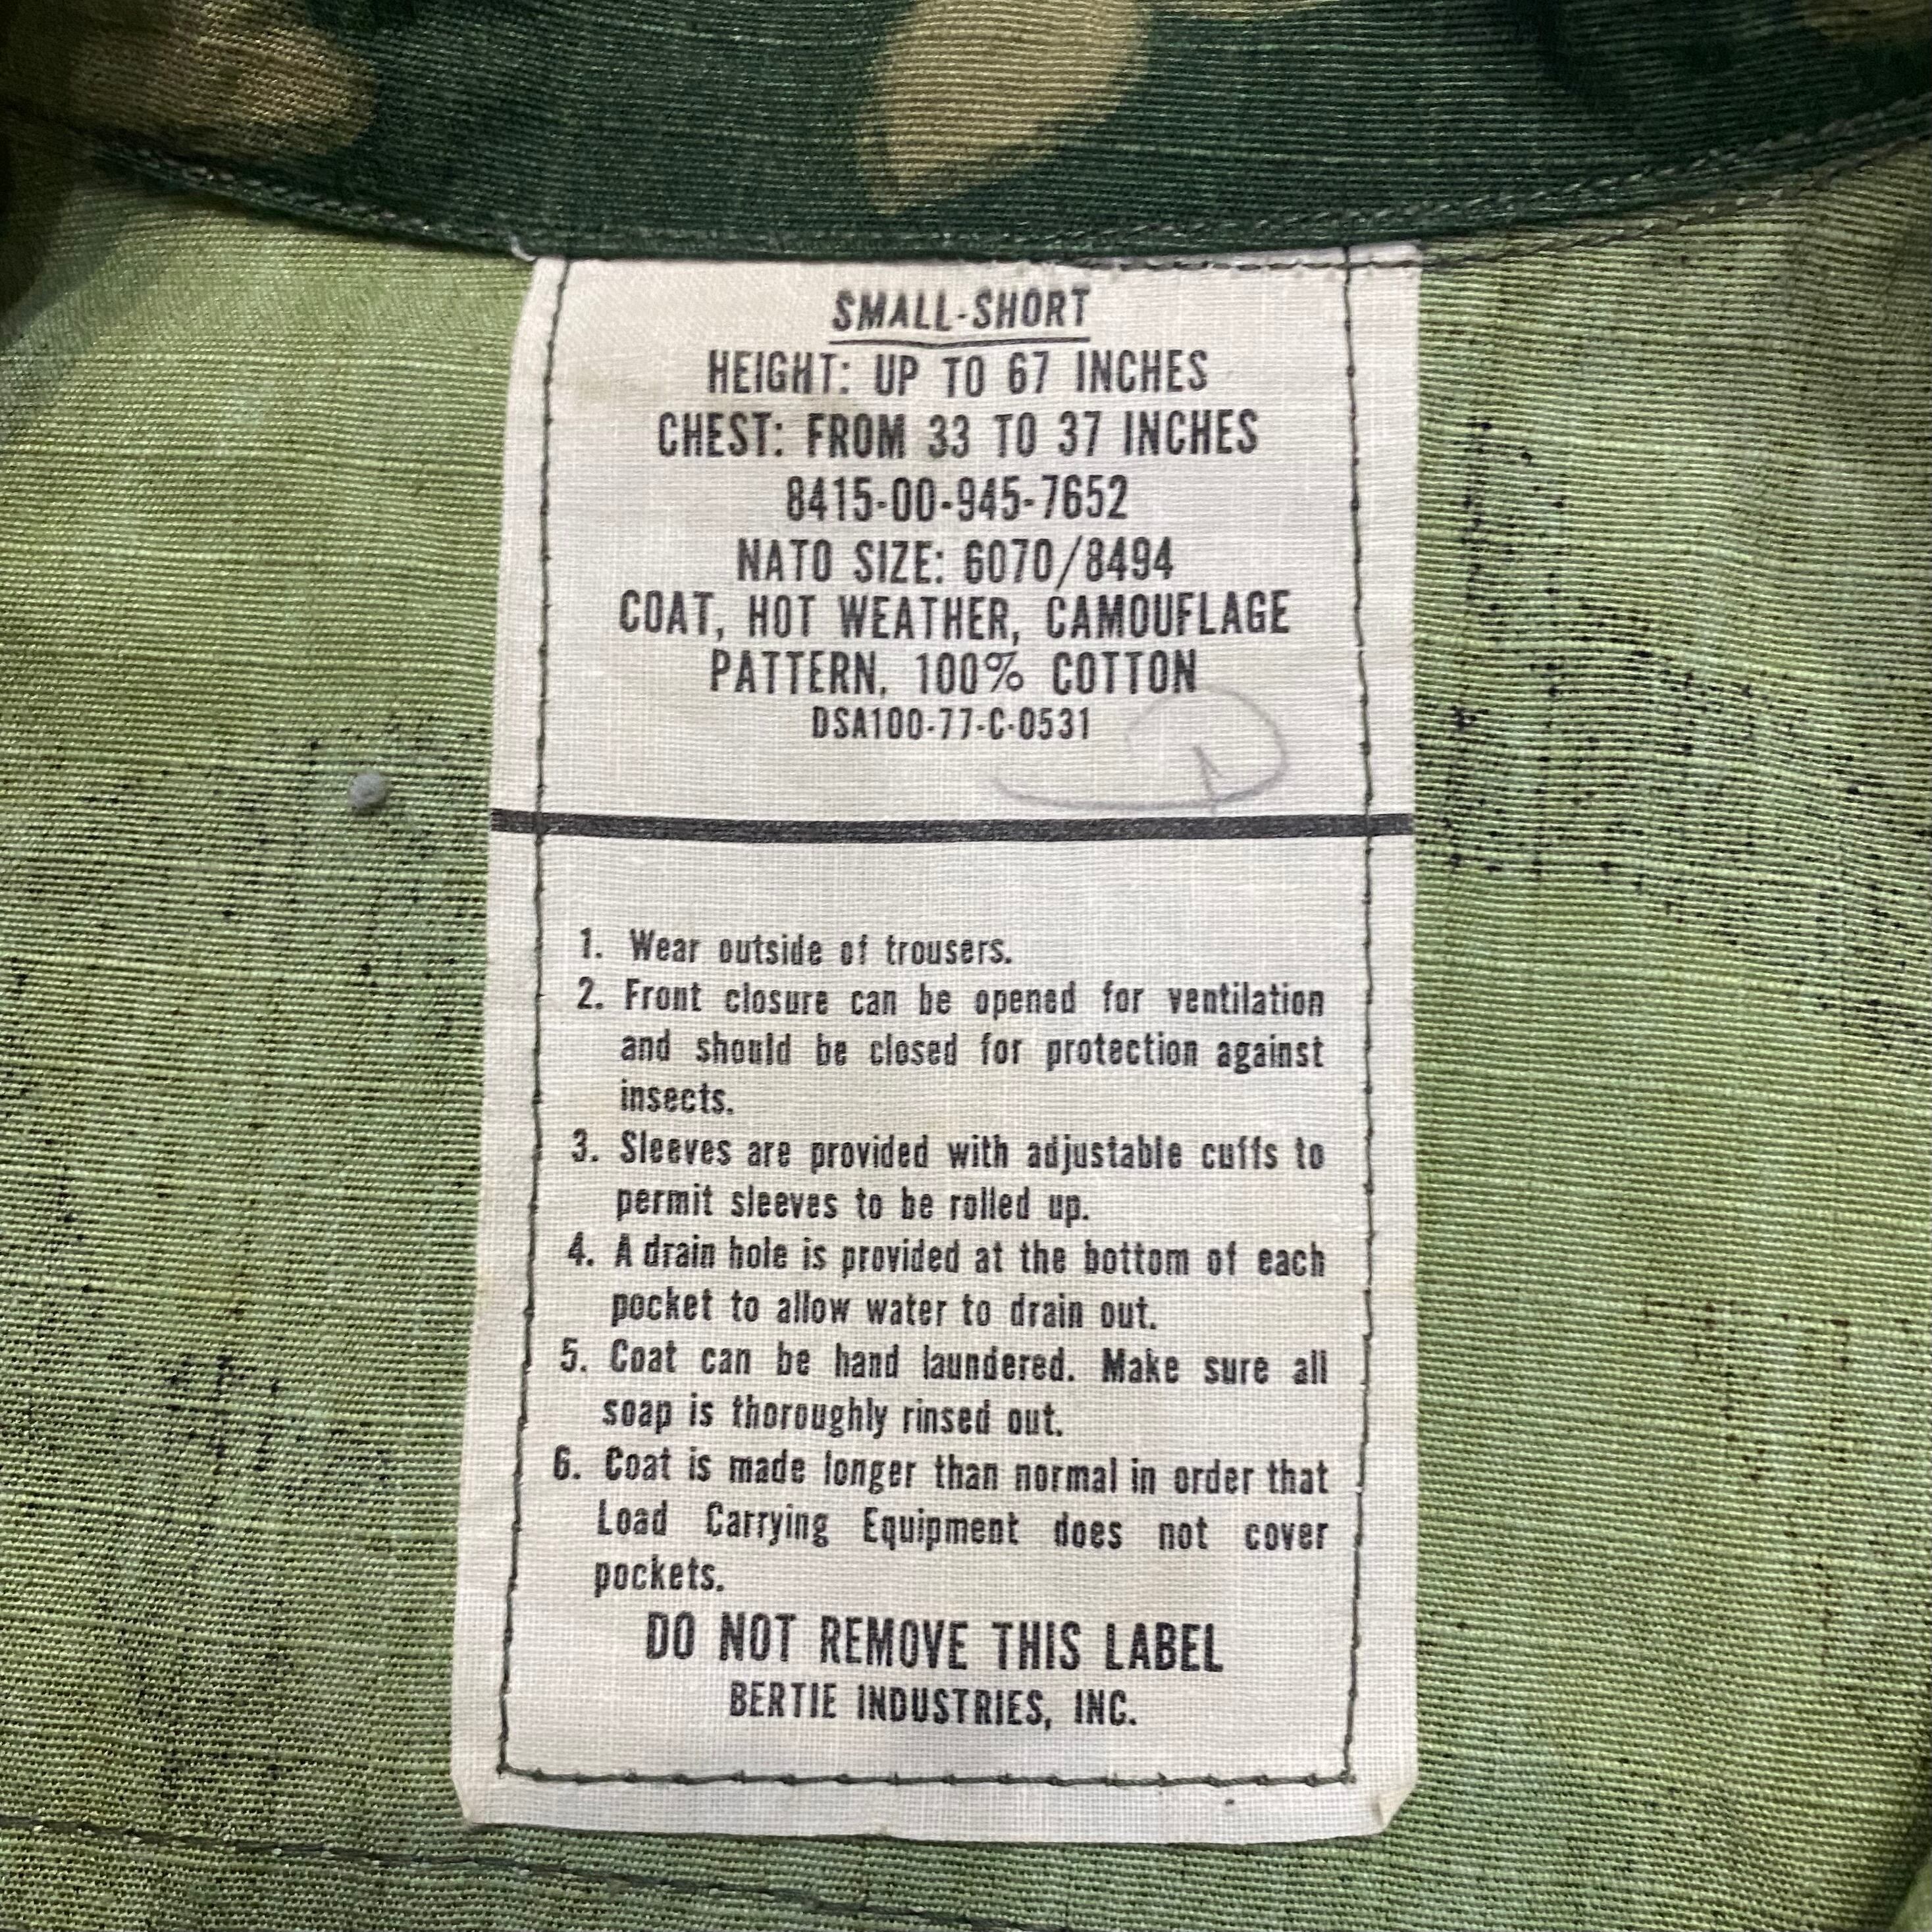 SMALL-SHORT
HEIGHT: UP TO 67 INCHES
CHEST: FROM 33 TO 37 INCHES
8415-00-945-7652
NATO SIZE: 6070/8494
COAT, HOT WEATHER, CAMOUFLAGE
PATTERN, 100% COTTON
DSA100-77-C-0531
1. Wear outside of trousers.
2. Front closure can be opened for ventilation
and should be closed for protection against
insects.
3. Sleeves are provided with adjustable cuffs to
permit sleeves to be rolled up.
4. A drain hole is provided at the bottom of each
pocket to allow water to drain out.
5. Coat can be hand laundered. Make sure all
soap is thoroughly rinsed out.
6. Coat is made longer than normal in order that
Load Carrying Equipment does not cover
pockets.
DO NOT REMOVE THIS LABEL
BERTIE INDUSTRIES, INC.